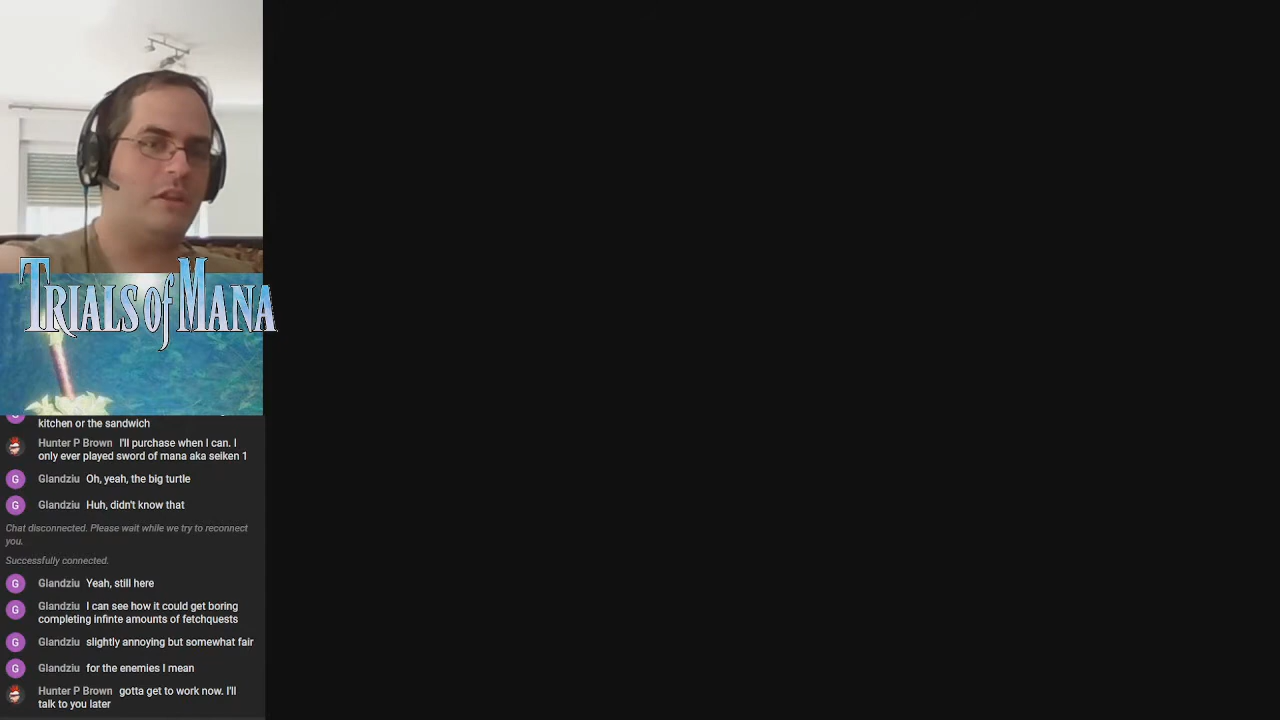 TRIALS of MANA
kitchen or the sandwich
Hunter P Brown I'll purchase when I can. I
only ever played sword of mana aka seiken 1
G Glandziu Oh, yeah, the big turtle
G Glandziu Huh, didn't know that
Chat disconnected. Please wait while we try to reconnect
you.
Successfully connected.
G Glandziu Yeah, still here
G Glandziu I can see how it could get boring
completing infinte amounts of fetchquests
G Glandziu slightly annoying but somewhat fair
G Glandziu for the enemies I mean
Hunter P Brown gotta get to work now. I'll
talk to you later